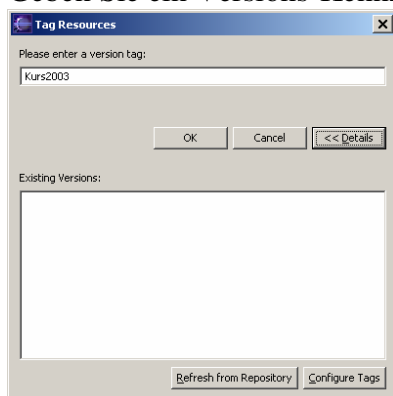 Tag Resources
Please enter a version tag:
Kurs2003
OK Cancel << Details
Existing Versions:
Refresh from Repository Configure Tags